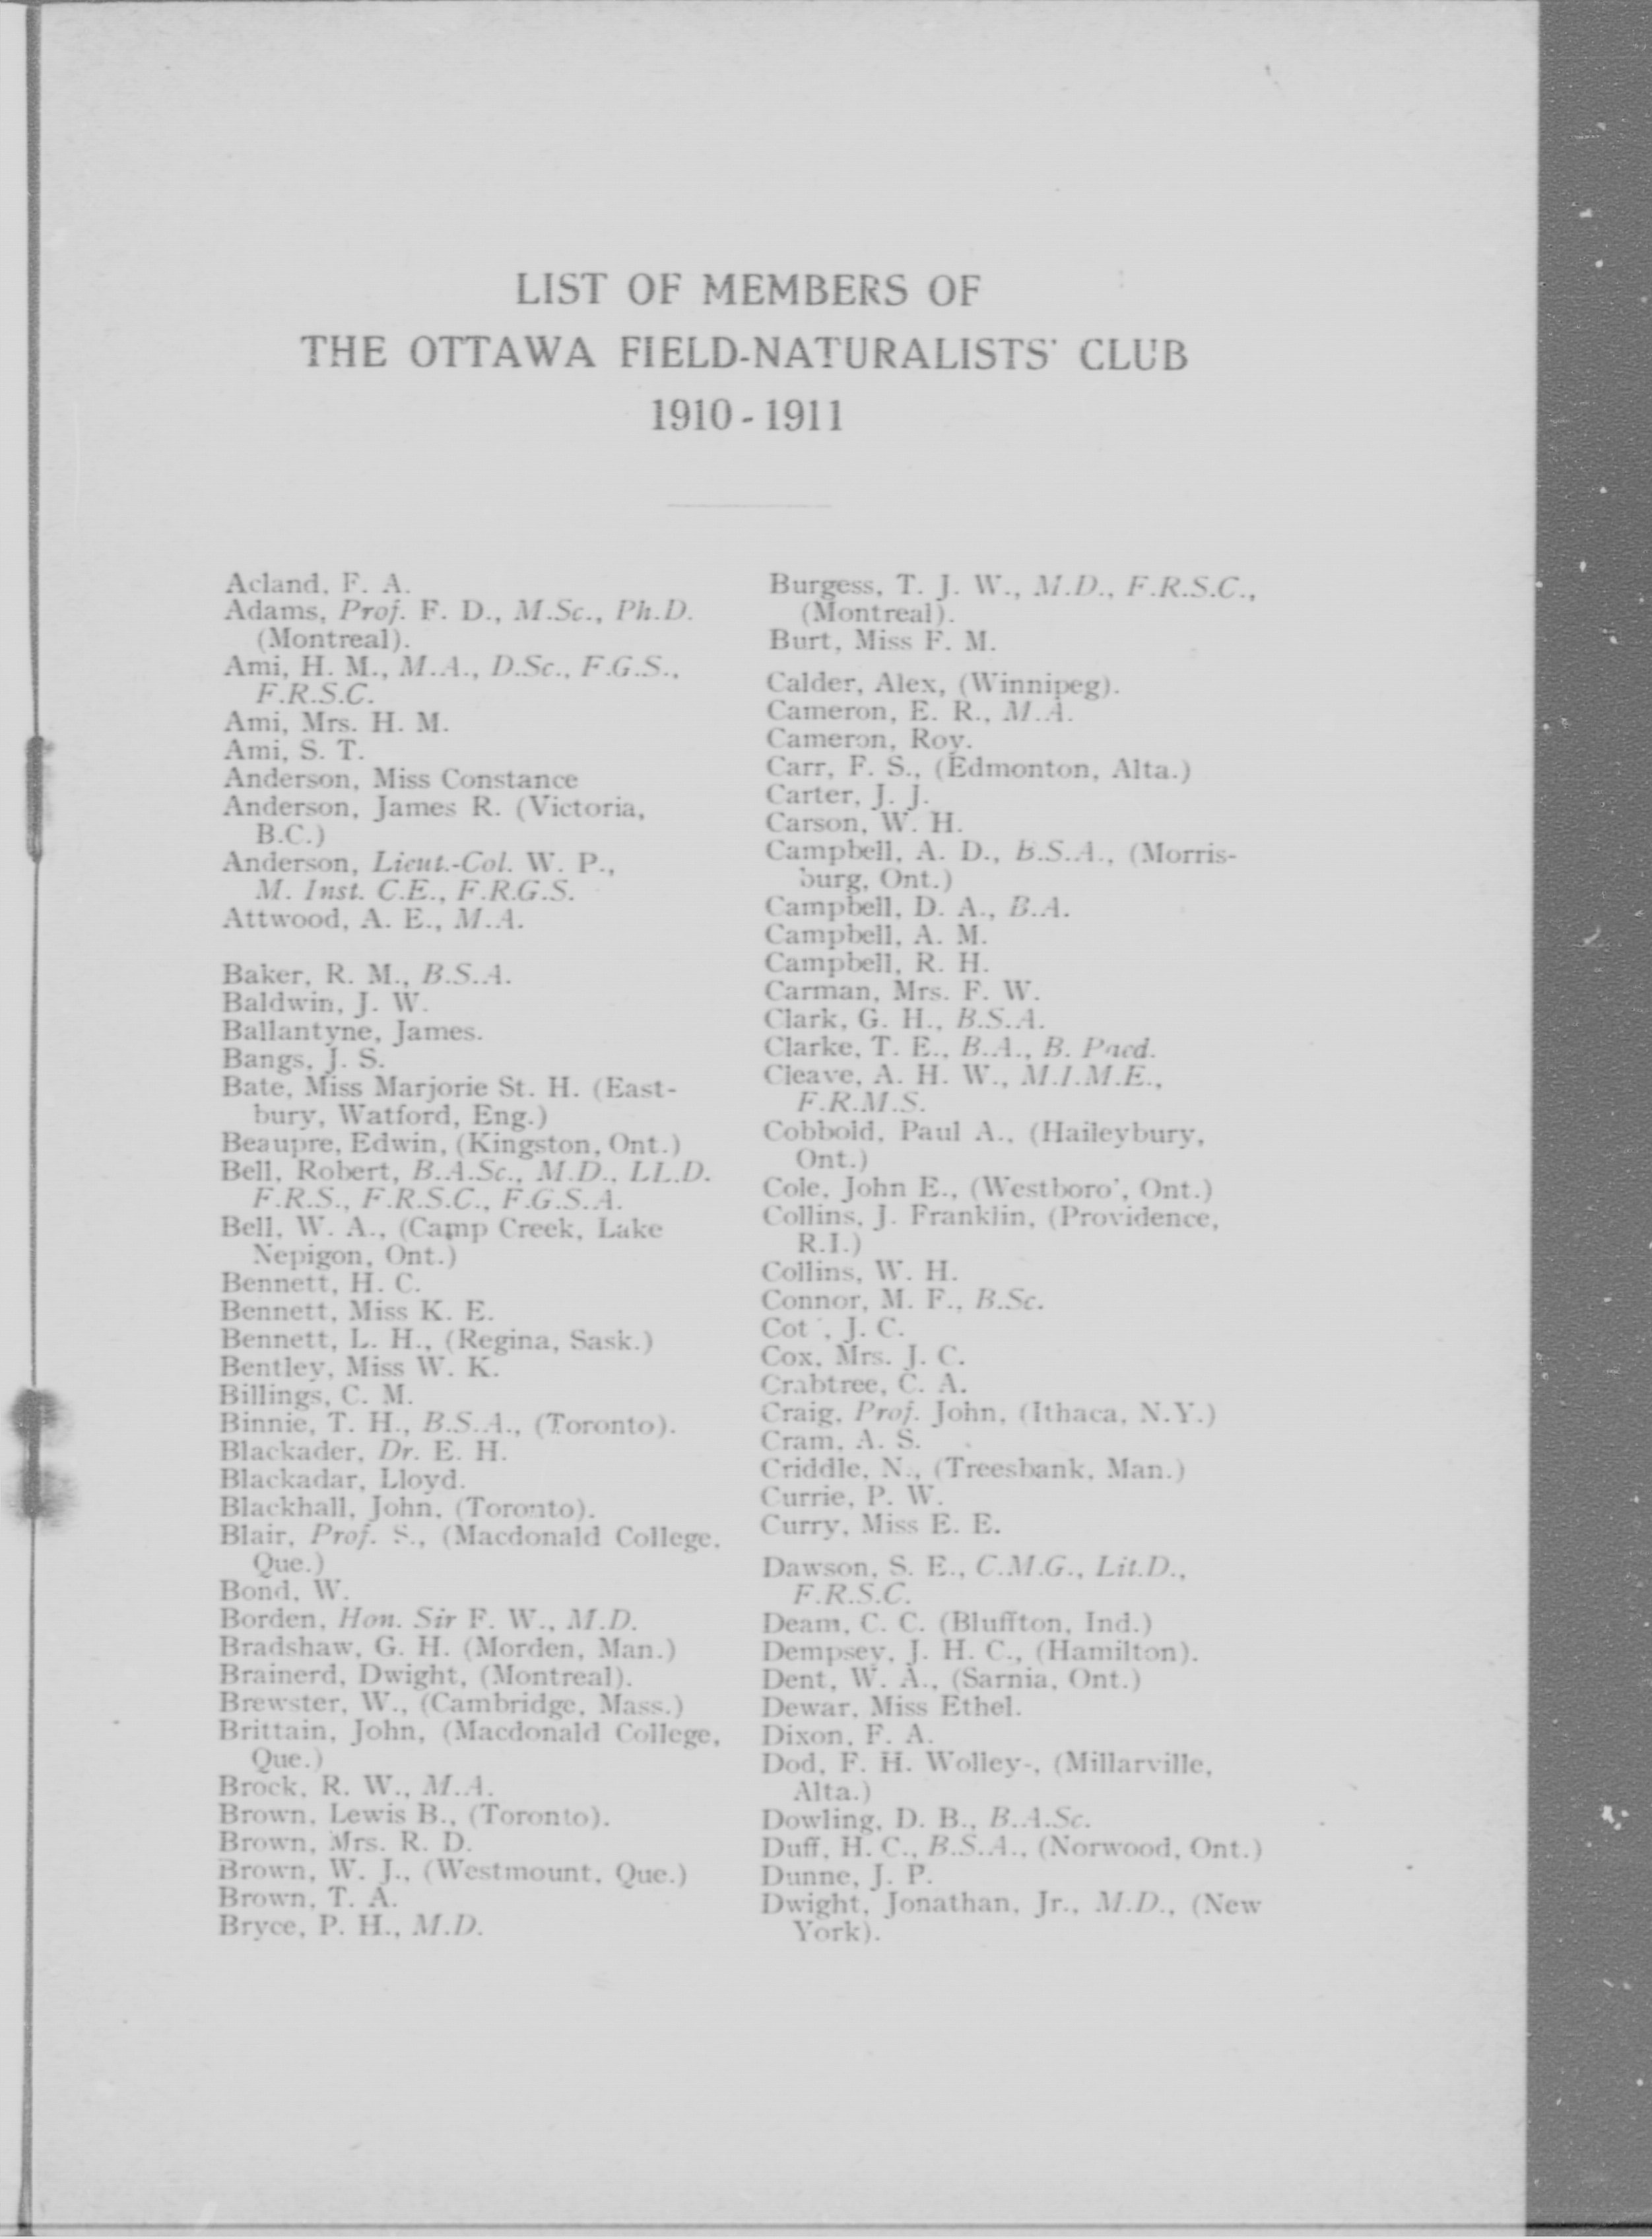 LIST OF MEMBERS OF
THE OTTAWA FIELD-NATURALISTS' CLUB
1910-1911
Acland, F. A.
Adams, Prof. F. D., M.Sc., Ph.D.
(Montreal).
Ami, H. M., M.A., D.Sc., F.G.S.,
F.R.S.C.
Ami, Mrs. H. M.
Ami, S. T.
Anderson, Miss Constance
Anderson, James R. (Victoria,
B.C.)
Anderson, Lieut.-Col. W. P.,
M. Inst. C.E., F.R.G.S.
Attwood, A. E., M.A.
Baker, R. M., B.S.A.
Baldwin, J. W.
Ballantyne, James.
Bangs, J. S.
Bate, Miss Marjorie St. H. (East-
bury, Watford, Eng.)
Beaupre, Edwin, (Kingston, Ont.)
Bell, Robert, B.A.Sc., M.D., LL.D.
F.R.S., F.R.S.C., F.G.S.A.
Bell, W. A., (Camp Creek, Lake
Nepigon, Ont.)
Bennett, H. C.
Bennett, Miss K. E.
Bennett, L. H., (Regina, Sask.)
Bentley, Miss W. K.
Billings, C. M.
Binnie, T. H., B.S.A., (Toronto).
Blackader, Dr. E. H.
Blackadar, Lloyd.
Blackhall, John, (Toronto).
Blair, Prof. S., (Macdonald College,
Que.)
Bond, W.
Borden, Hon. Sir F. W., M.D.
Bradshaw, G. H. (Morden, Man.)
Brainerd, Dwight, (Montreal).
Brewster, W., (Cambridge, Mass.)
Brittain, John, (Macdonald College,
Que.)
Brock, R. W., M.A.
Brown, Lewis B., (Toronto).
Brown, Mrs. R. D.
Brown, W. J., (Westmount, Que.)
Brown, T. A.
Bryce, P. H., M.D.
Burgess, T. J. W., M.D., F.R.S.C.,
(Montreal).
Burt, Miss F. M.
Calder, Alex, (Winnipeg).
Cameron, E. R., M.A.
Cameron, Roy.
Carr, F. S., (Edmonton, Alta.)
Carter, J. J.
Carson, W. H.
Campbell, A. D., B.S.A., (Morris-
burg, Ont.)
Campbell, D. A., B.A.
Campbell, A. M.
Campbell, R. H.
Carman, Mrs. F. W.
Clark, G. H., B.S.A.
Clarke, T. E., B.A., B. Paed.
Cleave, A. H. W., M.I.M.E.,
F.R.M.S.
Cobbold, Paul A., (Haileybury,
Ont.)
Cole, John E., (Westboro', Ont.)
Collins, J. Franklin, (Providence,
R.I.)
Collins, W. H.
Connor, M. F., B.Sc.
Cot , J. C.
Cox, Mrs. J. C.
Crabtree, C. A.
Craig, Prof. John, (Ithaca, N.Y.)
Cram, A. S.
Criddle, N., (Treesbank, Man.)
Currie, P. W.
Curry, Miss E. E.
Dawson, S. E., C.M.G., Lit.D.,
F.R.S.C.
Deam, C. C. (Bluffton, Ind.)
Dempsey, J. H. C., (Hamilton).
Dent, W. A., (Sarnia, Ont.)
Dewar, Miss Ethel.
Dixon, F. A.
Dod, F. H. Wolley-, (Millarville,
Alta.)
Dowling, D. B., B.A.Sc.
Duff, H. C., B.S.A., (Norwood, Ont.)
Dunne, J. P.
Dwight, Jonathan, Jr., M.D., (New
York).